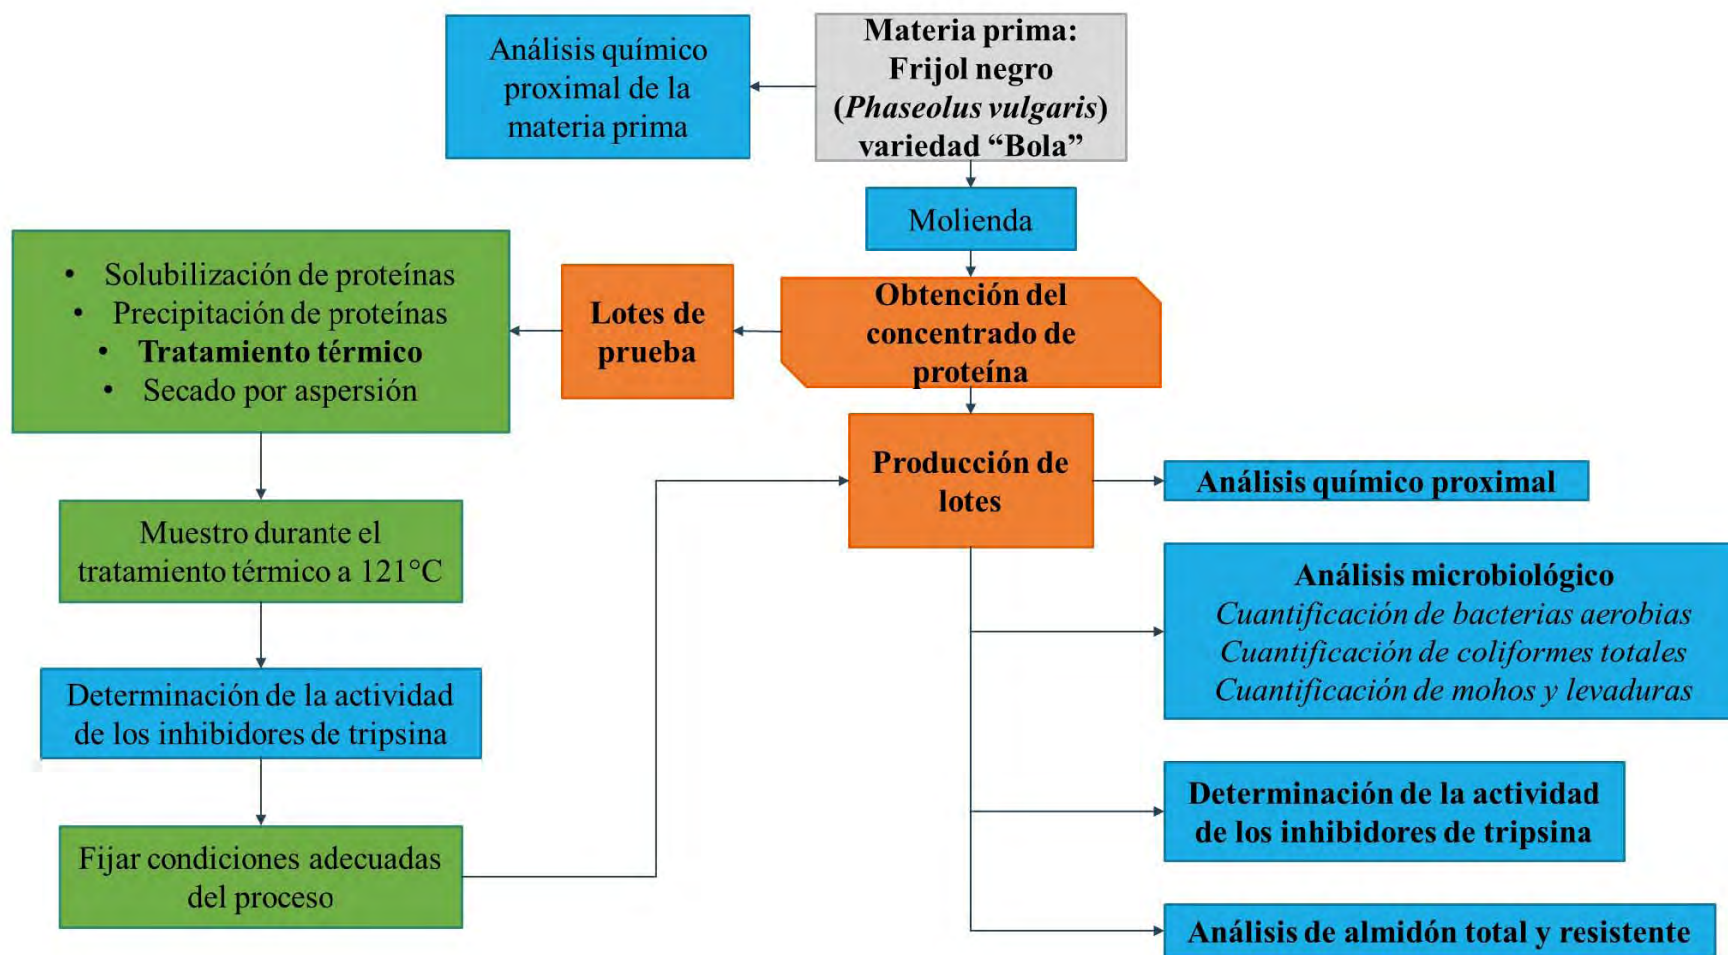 Análisis químico
proximal de la
materia prima
Materia prima:
Frijol negro
(Phaseolus vulgaris)
variedad “Bola”
Molienda
Obtención del
concentrado de
proteína
Lotes de
prueba
• Solubilización de proteínas
• Precipitación de proteínas
• Tratamiento térmico
• Secado por aspersión
Muestro durante el
tratamiento térmico a 121°C
Determinación de la actividad
de los inhibidores de tripsina
Fijar condiciones adecuadas
del proceso
Producción de
lotes
Análisis químico proximal
Análisis microbiológico
Cuantificación de bacterias aerobias
Cuantificación de coliformes totales
Cuantificación de mohos y levaduras
Determinación de la actividad
de los inhibidores de tripsina
Análisis de almidón total y resistente